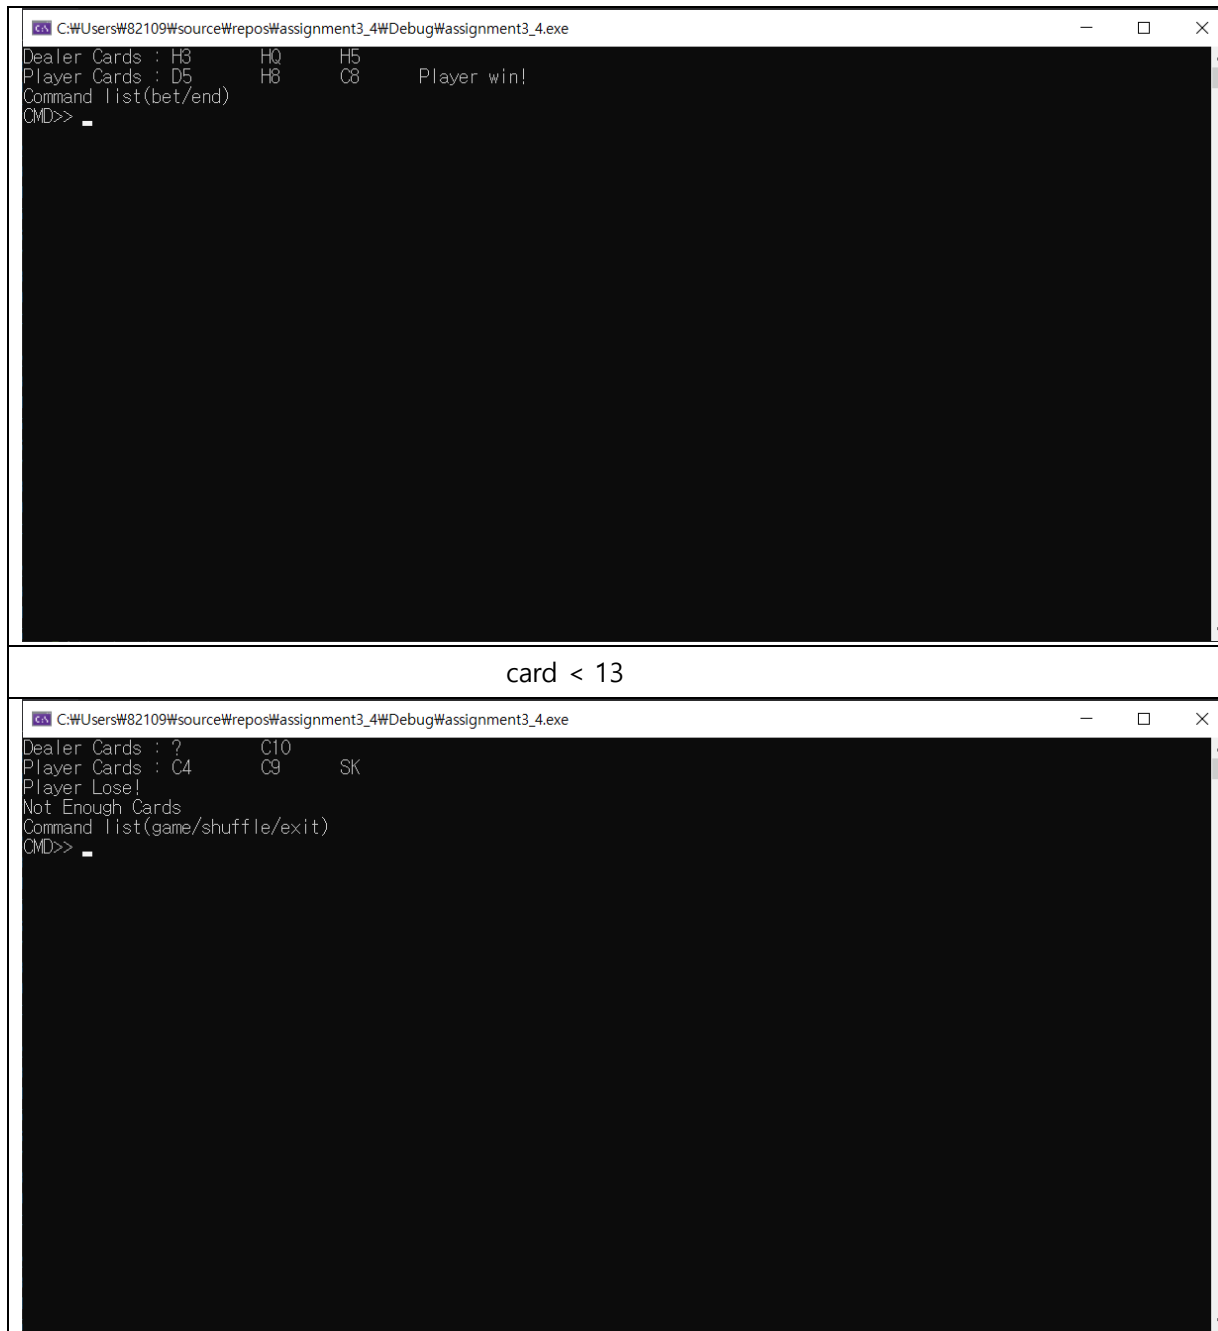 C:₩Users₩82109₩source₩repos₩assignment3_4₩Debug₩assignment3_4.exe
Dealer Cards : H3 HQ H5
Player Cards : D5 H8 C8 Player win!
Command list(bet/end)
CMD>>
card < 13
C:₩Users₩82109₩source₩repos₩assignment3_4₩Debug₩assignment3_4.exe
Dealer Cards : ? C10
Player Cards : C4 C9 SK
Player Lose!
Not Enough Cards
Command list(game/shuffle/exit)
CMD>>